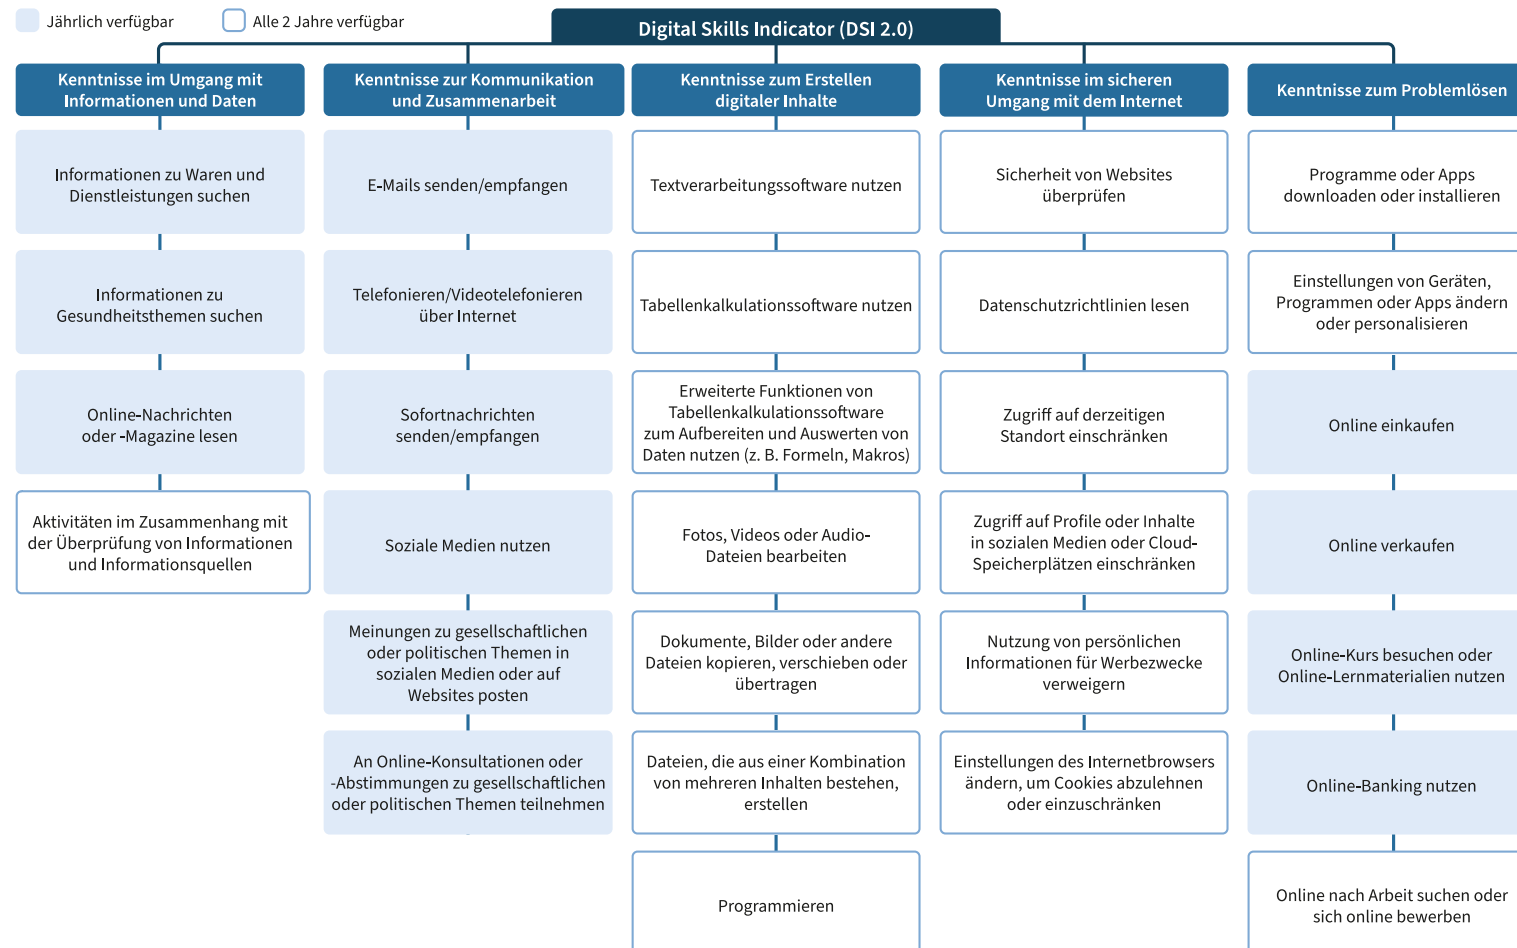 Jährlich verfügbar
Alle 2 Jahre verfügbar
Digital Skills Indicator (DSI 2.0)
Kenntnisse im Umgang mit
Informationen und Daten
Informationen zu Waren und
Dienstleistungen suchen
Informationen zu
Gesundheitsthemen suchen
Online-Nachrichten
oder -Magazine lesen
Aktivitäten im Zusammenhang mit
der Überprüfung von Informationen
und Informationsquellen
Kenntnisse zur Kommunikation
und Zusammenarbeit
E-Mails senden/empfangen
Telefonieren/Videotelefonieren
über Internet
Sofortnachrichten
senden/empfangen
Soziale Medien nutzen
Meinungen zu gesellschaftlichen
oder politischen Themen in
sozialen Medien oder auf
Websites posten
An Online-Konsultationen oder
-Abstimmungen zu gesellschaftlichen
oder politischen Themen teilnehmen
Kenntnisse zum Erstellen
digitaler Inhalte
Textverarbeitungssoftware nutzen
Tabellenkalkulationssoftware nutzen
Erweiterte Funktionen von
Tabellenkalkulationssoftware
zum Aufbereiten und Auswerten von
Daten nutzen (z. B. Formeln, Makros)
Fotos, Videos oder Audio-
Dateien bearbeiten
Dokumente, Bilder oder andere
Dateien kopieren, verschieben oder
übertragen
Dateien, die aus einer Kombination
von mehreren Inhalten bestehen,
erstellen
Programmieren
Kenntnisse im sicheren
Umgang mit dem Internet
Sicherheit von Websites
überprüfen
Datenschutzrichtlinien lesen
Zugriff auf derzeitigen
Standort einschränken
Zugriff auf Profile oder Inhalte
in sozialen Medien oder Cloud-
Speicherplätzen einschränken
Nutzung von persönlichen
Informationen für Werbezwecke
verweigern
Einstellungen des Internetbrowsers
ändern, um Cookies abzulehnen
oder einzuschränken
Kenntnisse zum Problemlösen
Programme oder Apps
downloaden oder installieren
Einstellungen von Geräten,
Programmen oder Apps ändern
oder personalisieren
Online einkaufen
Online verkaufen
Online-Kurs besuchen oder
Online-Lernmaterialien nutzen
Online-Banking nutzen
Online nach Arbeit suchen oder
sich online bewerben